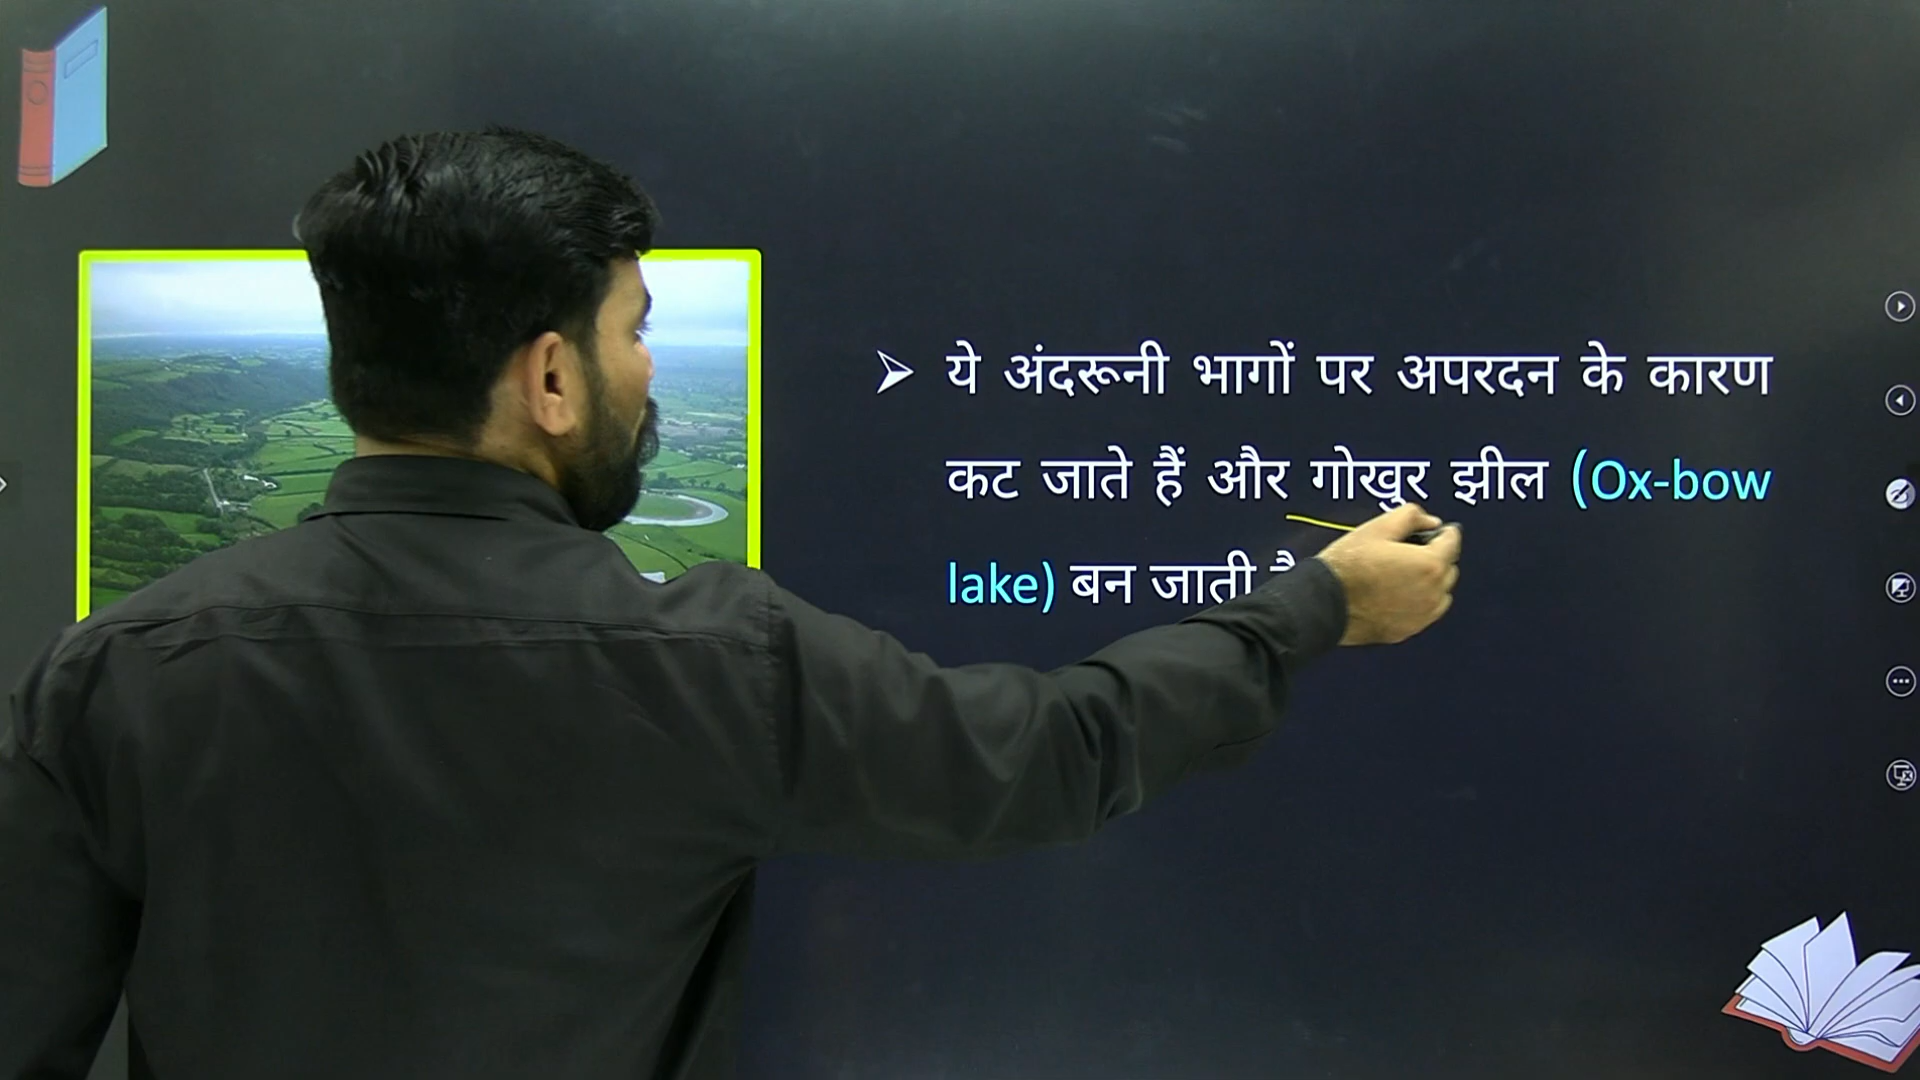 ये अंदरूनी भागों पर अपरदन के कारण
कट जाते हैं और गोखुर झील (Ox-bow
lake) बन जाती